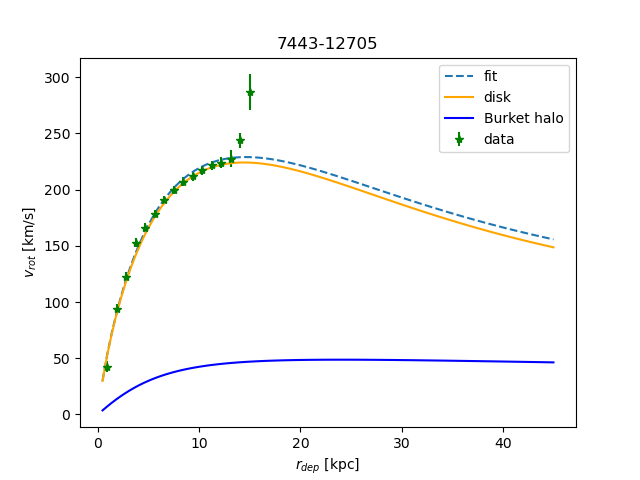 7443-12705
300
250
200
150
100
50
0
v_rot [km/s]
fit
disk
Burket halo
data
0 10 20 30 40
r_dep [kpc]